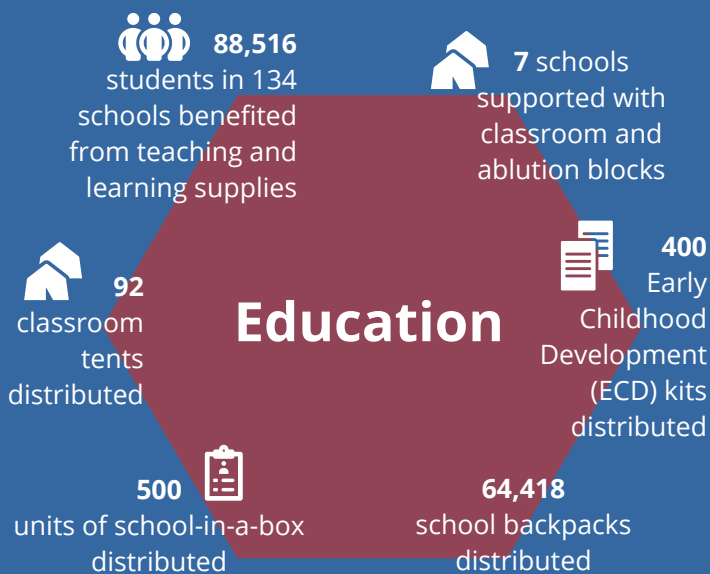 88,516
students in 134
schools benefited
from teaching and
learning supplies
7 schools
supported with
classroom and
ablution blocks
92
classroom
tents
distributed
Education
400
Early
Childhood
Development
(ECD) kits
distributed
500
units of school-in-a-box
distributed
64,418
school backpacks
distributed